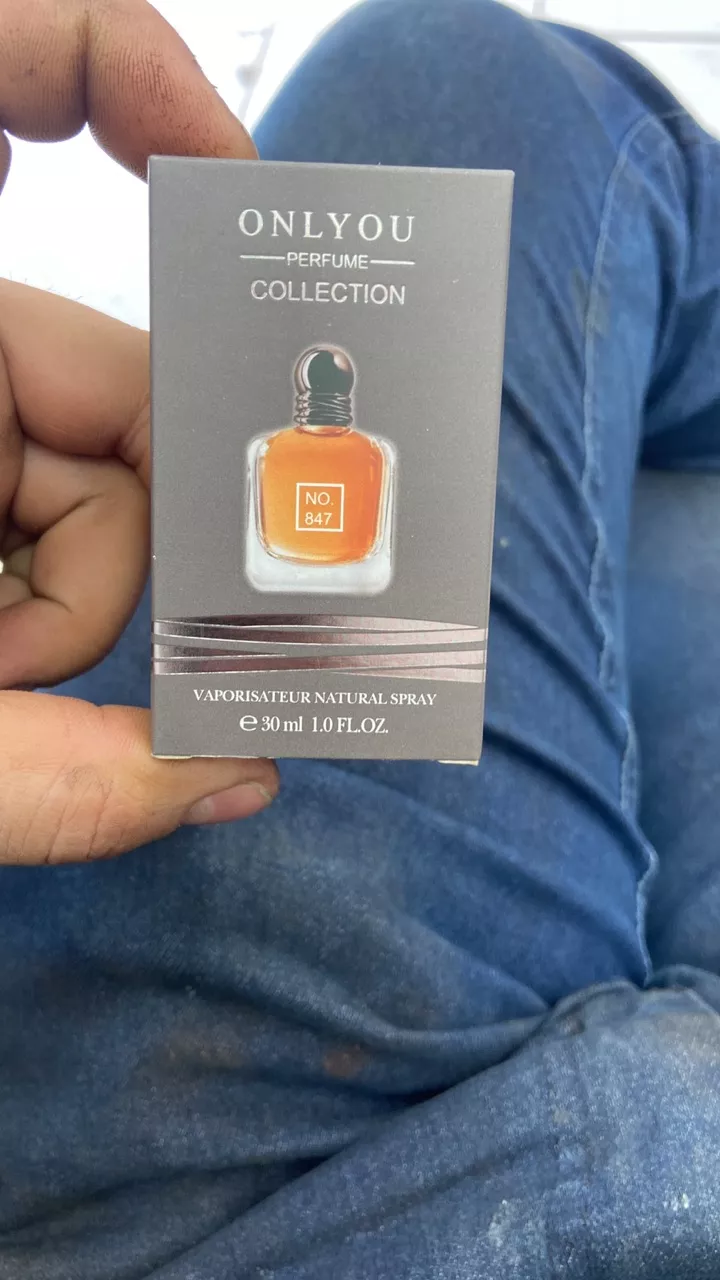 ONLYOU
PERFUME
COLLECTION
NO.
847
VAPORISATEUR NATURAL SPRAY
℮ 30 ml 1.0 FL.OZ.